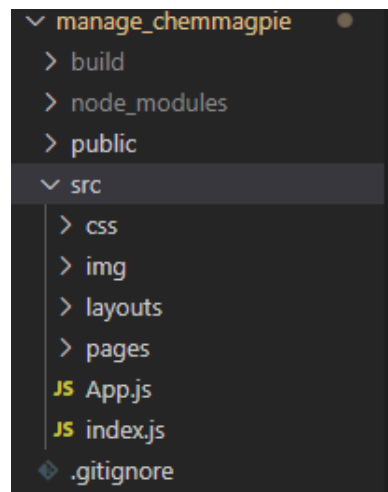 manage_chemmagpie
build
node_modules
public
src
css
img
layouts
pages
JS App.js
JS index.js
.gitignore